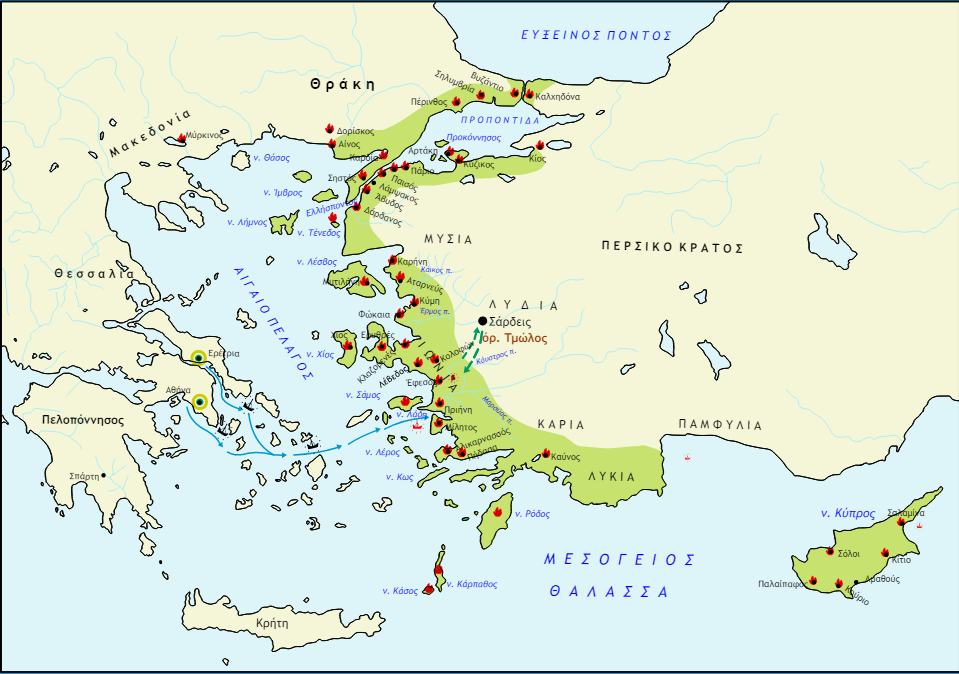 ΕΥΞΕΙΝΟΣ ΠΟΝΤΟΣ
Θράκη
Σηλυμβρία
Βυζάντιο
Πέρινθος
Καλχηδόνα
ΠΡΟΠΟΝΤΙΔΑ
Μακεδονία
Μύρκινος
Δορίσκος
Αίνος
Προκόννησος
Αρτάκη
Κύζικος
Κίος
ν. Θάσος
Καρδία
Πάριο
Σηστός
Παισός
Λάμψακος
Άβυδος
Δάρδανος
ν. Ίμβρος
Ελλήσποντος
ν. Λήμνος
ν. Τένεδος
ΜΥΣΙΑ
ΠΕΡΣΙΚΟ ΚΡΑΤΟΣ
Θεσσαλία
ΑΙΓΑΙΟ ΠΕΛΑΓΟΣ
ν. Λέσβος
Καρήνη
Κάικος π.
Μυτιλήνη
Αταρνεύς
Κύμη
Έρμος π.
ΛΥΔΙΑ
Φώκαια
Σάρδεις
όρ. Τμώλος
Χίος
Ερυθρές
ν. Χίος
Κλαζομενές
ΙΩΝΙΑ
Κολοφών
Κάυστρος π.
Λέβεδος
Έφεσος
Ερέτρια
Αθήνα
ν. Σάμος
Πριήνη
Μαίανδρος π.
ν. Λάδη
Μίλητος
ΚΑΡΙΑ
ΠΑΜΦΥΛΙΑ
Πελοπόννησος
Αλικαρνασσός
Πήδασα
ν. Λέρος
Καύνος
Σπάρτη
ν. Κως
ΛΥΚΙΑ
ν. Ρόδος
ν. Κύπρος
Σαλαμίνα
ΜΕΣΟΓΕΙΟΣ
ΘΑΛΑΣΣΑ
Σόλοι
Κίτιο
ν. Κάρπαθος
ν. Κάσος
Παλαίπαφος
Αμαθούς
Κούριο
Κρήτη